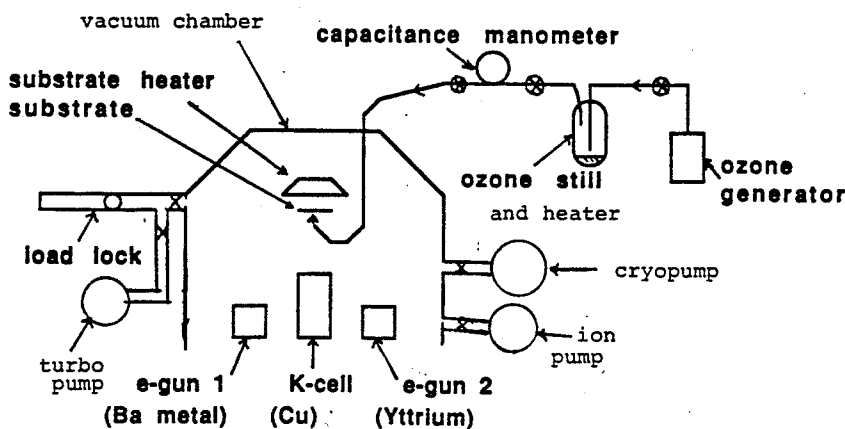 vacuum chamber
capacitance manometer
substrate heater
substrate
ozone still
and heater
ozone
generator
load lock
cryopump
turbo
pump
ion
pump
e-gun 1
(Ba metal)
K-cell
(Cu)
e-gun 2
(Yttrium)